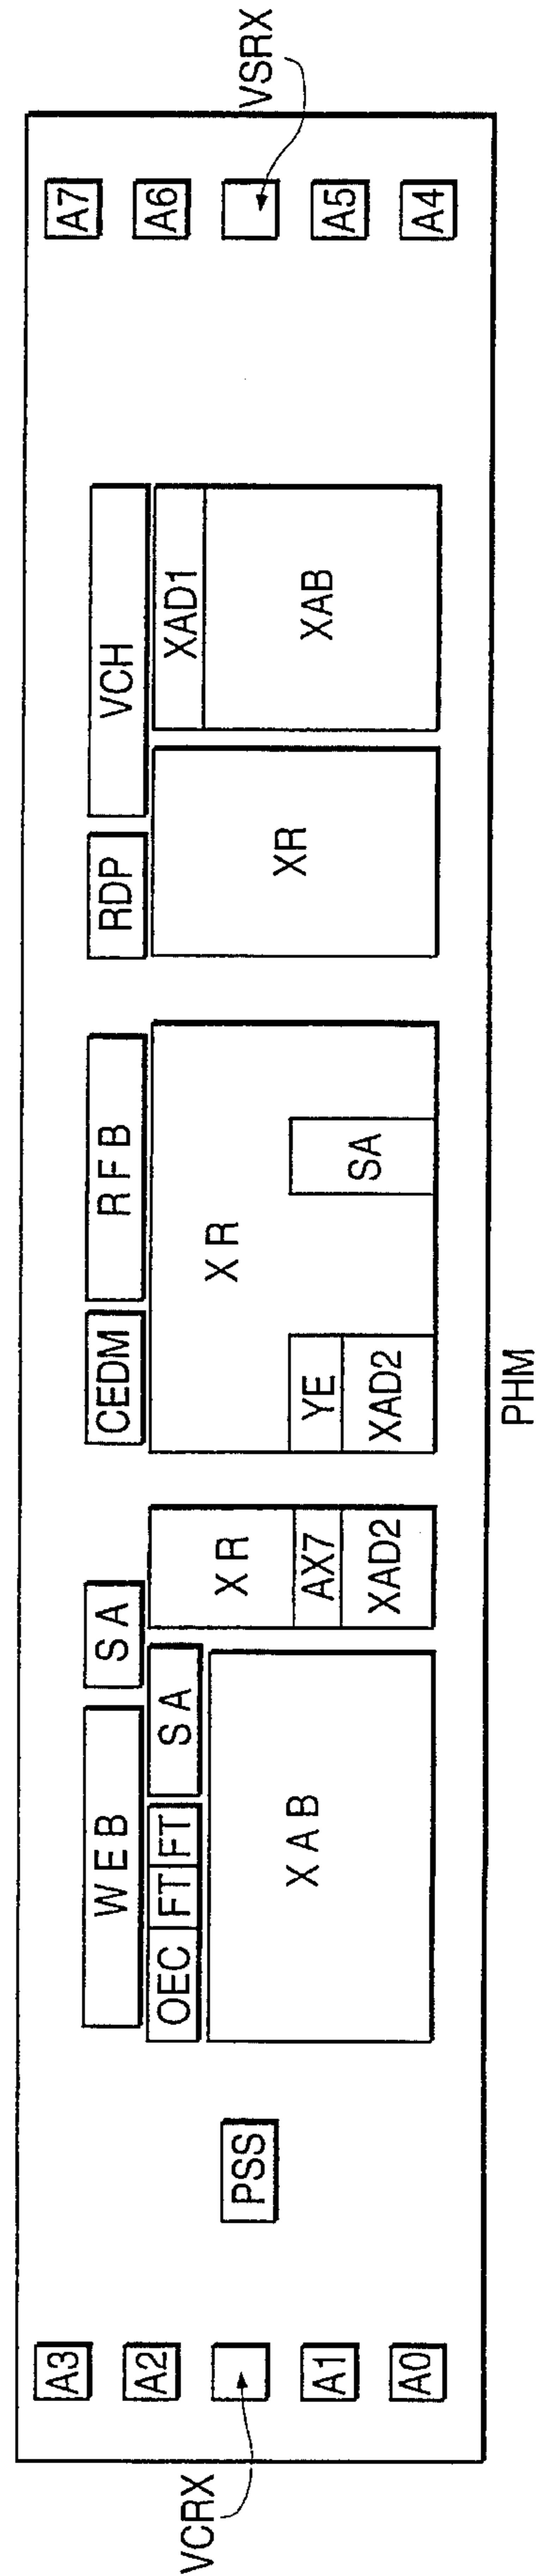 VCRX
VSRX
A3
A2
A1
A0
PSS
WEB
SA
OEC
FT
FT
SA
XAB
XR
AX7
XAD2
CEDM
RFB
XR
YE
XAD2
SA
RDP
VCH
XR
XAD1
XAB
A7
A6
A5
A4
PHM